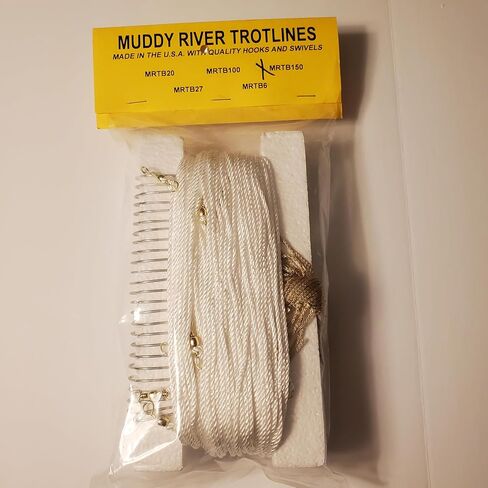 MUDDY RIVER TROTLINES
MADE IN THE U.S.A. WITH QUALITY HOOKS AND SWIVELS
MRTB20 MRTB100 MRTB150
MRTB27 MRTB6